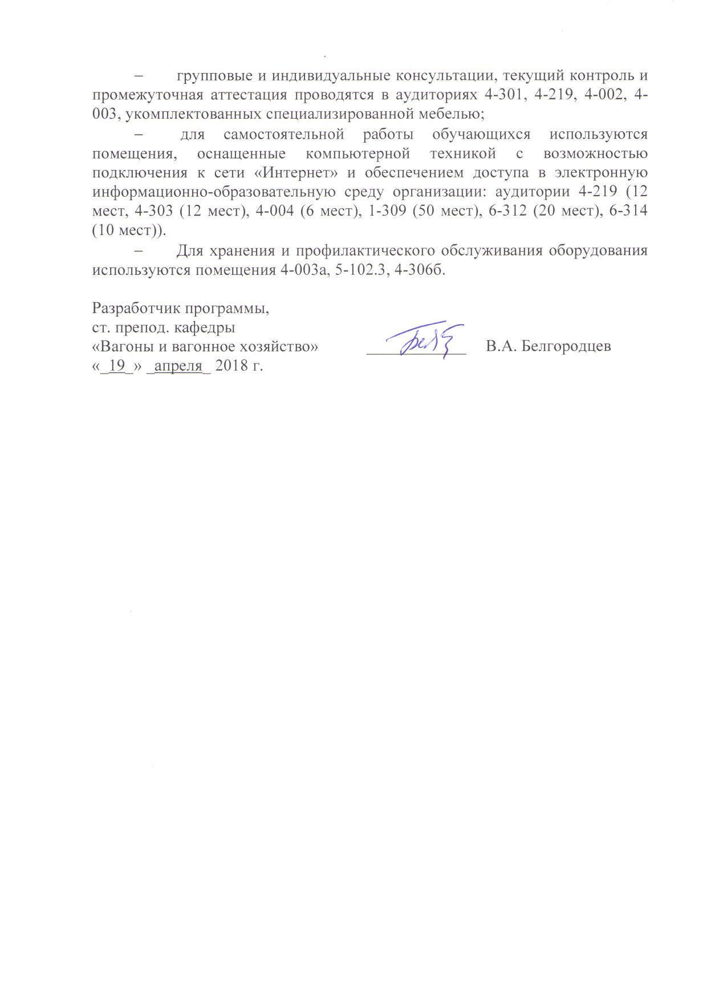 – групповые и индивидуальные консультации, текущий контроль и
промежуточная аттестация проводятся в аудиториях 4-301, 4-219, 4-002, 4-
003, укомплектованных специализированной мебелью;
– для самостоятельной работы обучающихся используются
помещения, оснащенные компьютерной техникой с возможностью
подключения к сети «Интернет» и обеспечением доступа в электронную
информационно-образовательную среду организации: аудитории 4-219 (12
мест, 4-303 (12 мест), 4-004 (6 мест), 1-309 (50 мест), 6-312 (20 мест), 6-314
(10 мест)).
– Для хранения и профилактического обслуживания оборудования
используются помещения 4-003а, 5-102.3, 4-306б.
Разработчик программы,
ст. препод. кафедры
«Вагоны и вагонное хозяйство» ____________ В.А. Белгородцев
«_19_» _апреля_ 2018 г.